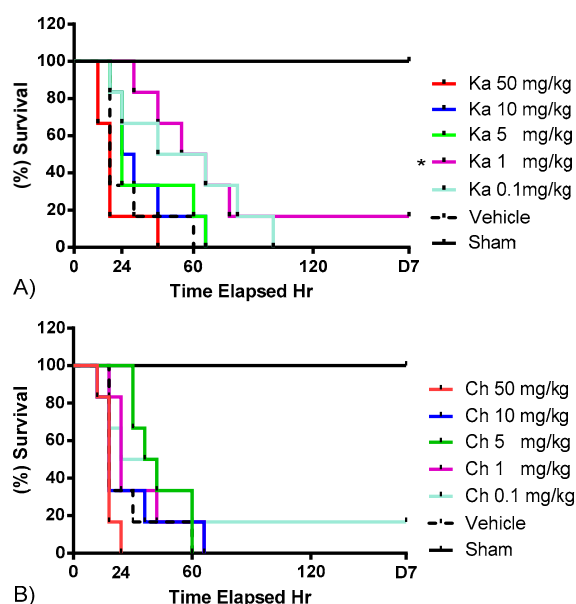 120
100
80
60
40
20
0
(%) Survival
0
24
60
120
D7
Time Elapsed Hr
A)
Ka 50 mg/kg
Ka 10 mg/kg
Ka 5 mg/kg
* Ka 1 mg/kg
Ka 0.1mg/kg
Vehicle
Sham
120
100
80
60
40
20
0
(%) Survival
0
24
60
120
D7
Time Elapsed Hr
B)
Ch 50 mg/kg
Ch 10 mg/kg
Ch 5 mg/kg
Ch 1 mg/kg
Ch 0.1 mg/kg
Vehicle
Sham